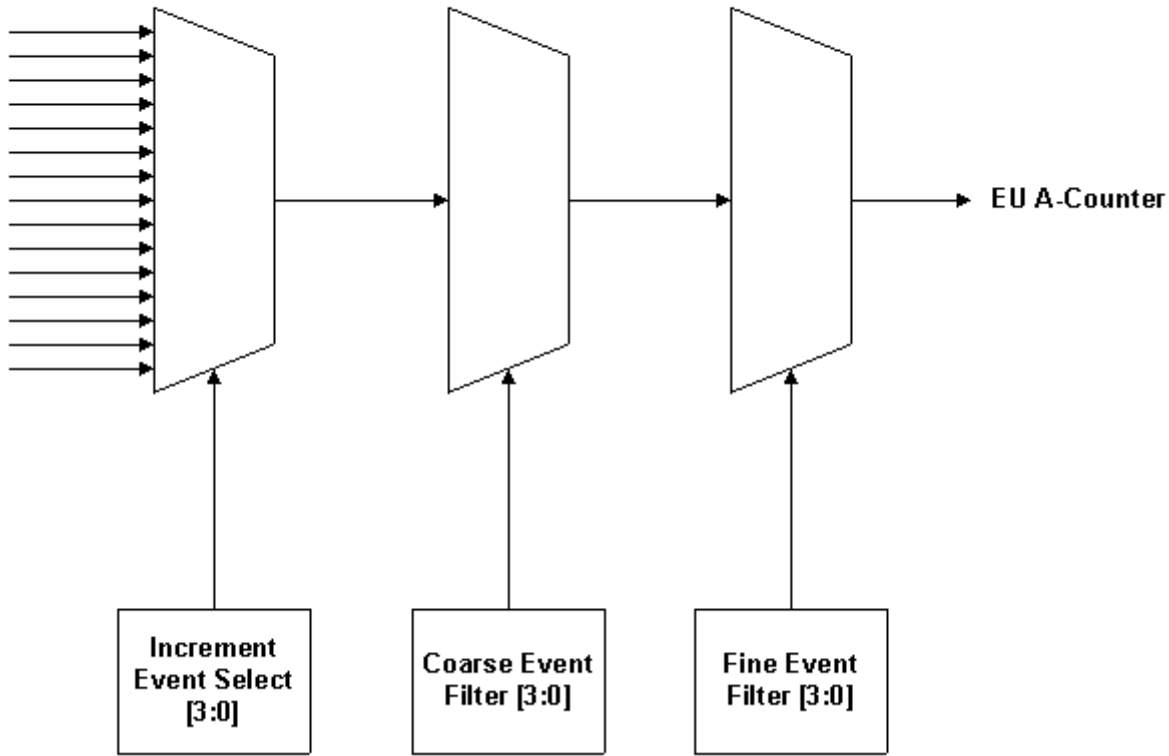 EU A-Counter
Increment
Event Select
[3:0]
Coarse Event
Filter [3:0]
Fine Event
Filter [3:0]